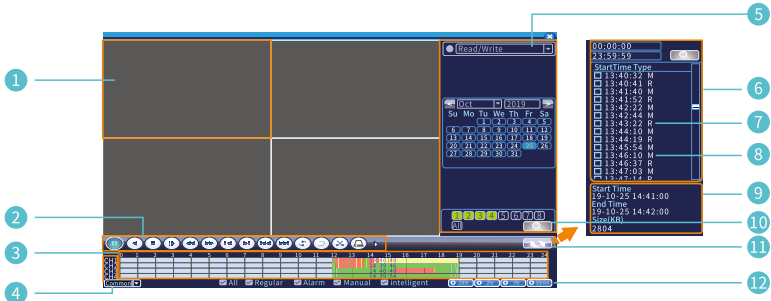 5
Read/Write
00:00:00
23:59:59
StartTime Type
1
6
13:40:32 M
13:40:41 R
13:41:40 M
13:41:52 R
13:42:22 M
13:42:44 M
13:43:22 R
7
13:44:10 M
13:44:19 R
13:45:54 M
13:46:10 M
8
13:46:37 R
13:47:03 M
13:47:14 R
Oct 2019
Su Mo Tu We Th Fr Sa
1 2 3 4 5
6 7 8 9 10 11 12
13 14 15 16 17 18 19
20 21 22 23 24 25 26
27 28 29 30 31
Start Time
19-10-25 14:41:00
End Time
19-10-25 14:42:00
Size(KB)
2804
9
1 2 3 4 5 6 7 8
All
10
2
11
3
0 1 2 3 4 5 6 7 8 9 10 11 12 13 14 15 16 17 18 19 20 21 22 23 24
Common
All Regular Alarm Manual Intelligent
12
4